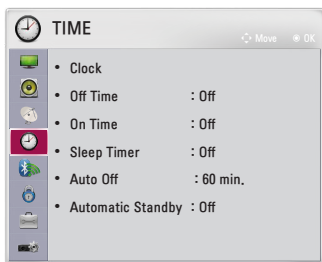 TIME
Move OK
• Clock
• Off Time : Off
• On Time : Off
• Sleep Timer : Off
• Auto Off : 60 min.
• Automatic Standby : Off